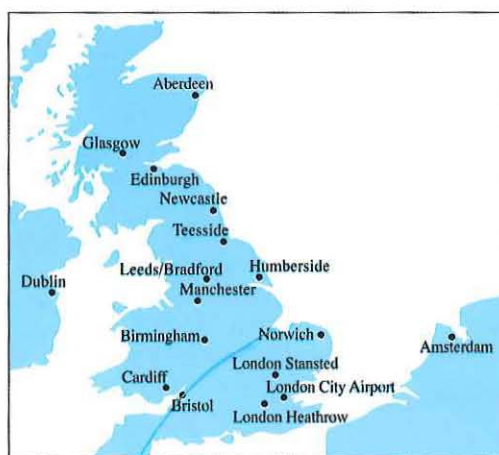 Aberdeen
Glasgow
Edinburgh
Newcastle
Teesside
Leeds/Bradford
Humberside
Dublin
Manchester
Birmingham
Norwich
Amsterdam
London Stansted
Cardiff
London City Airport
Bristol
London Heathrow